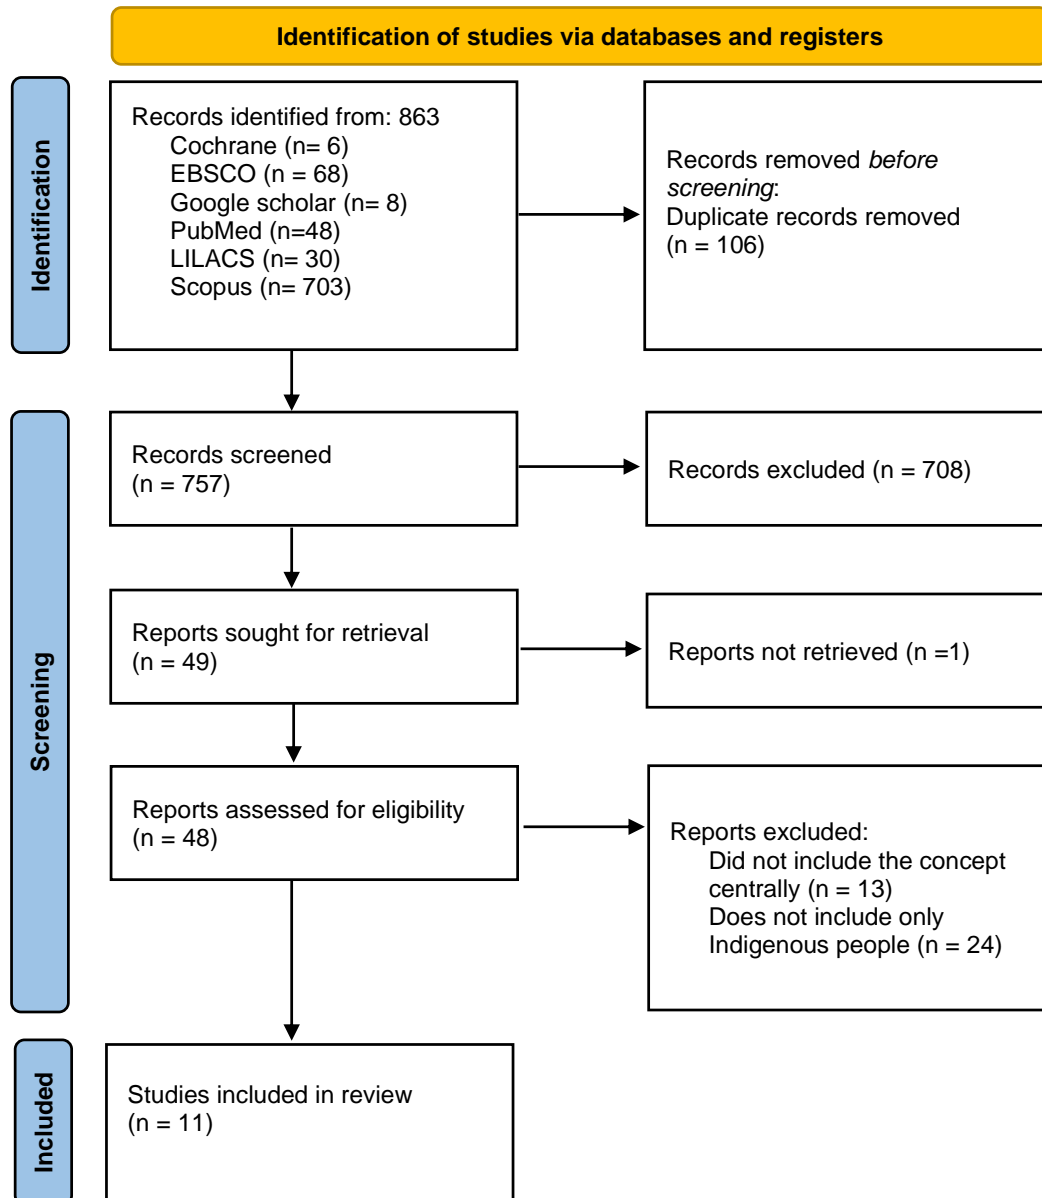 Identification of studies via databases and registers
Identification
Records identified from: 863
Cochrane (n= 6)
EBSCO (n = 68)
Google scholar (n= 8)
PubMed (n=48)
LILACS (n= 30)
Scopus (n= 703)
Records removed before
screening:
Duplicate records removed
(n = 106)
Screening
Records screened
(n = 757)
Records excluded (n = 708)
Reports sought for retrieval
(n = 49)
Reports not retrieved (n =1)
Reports assessed for eligibility
(n = 48)
Reports excluded:
Did not include the concept
centrally (n = 13)
Does not include only
Indigenous people (n = 24)
Included
Studies included in review
(n = 11)